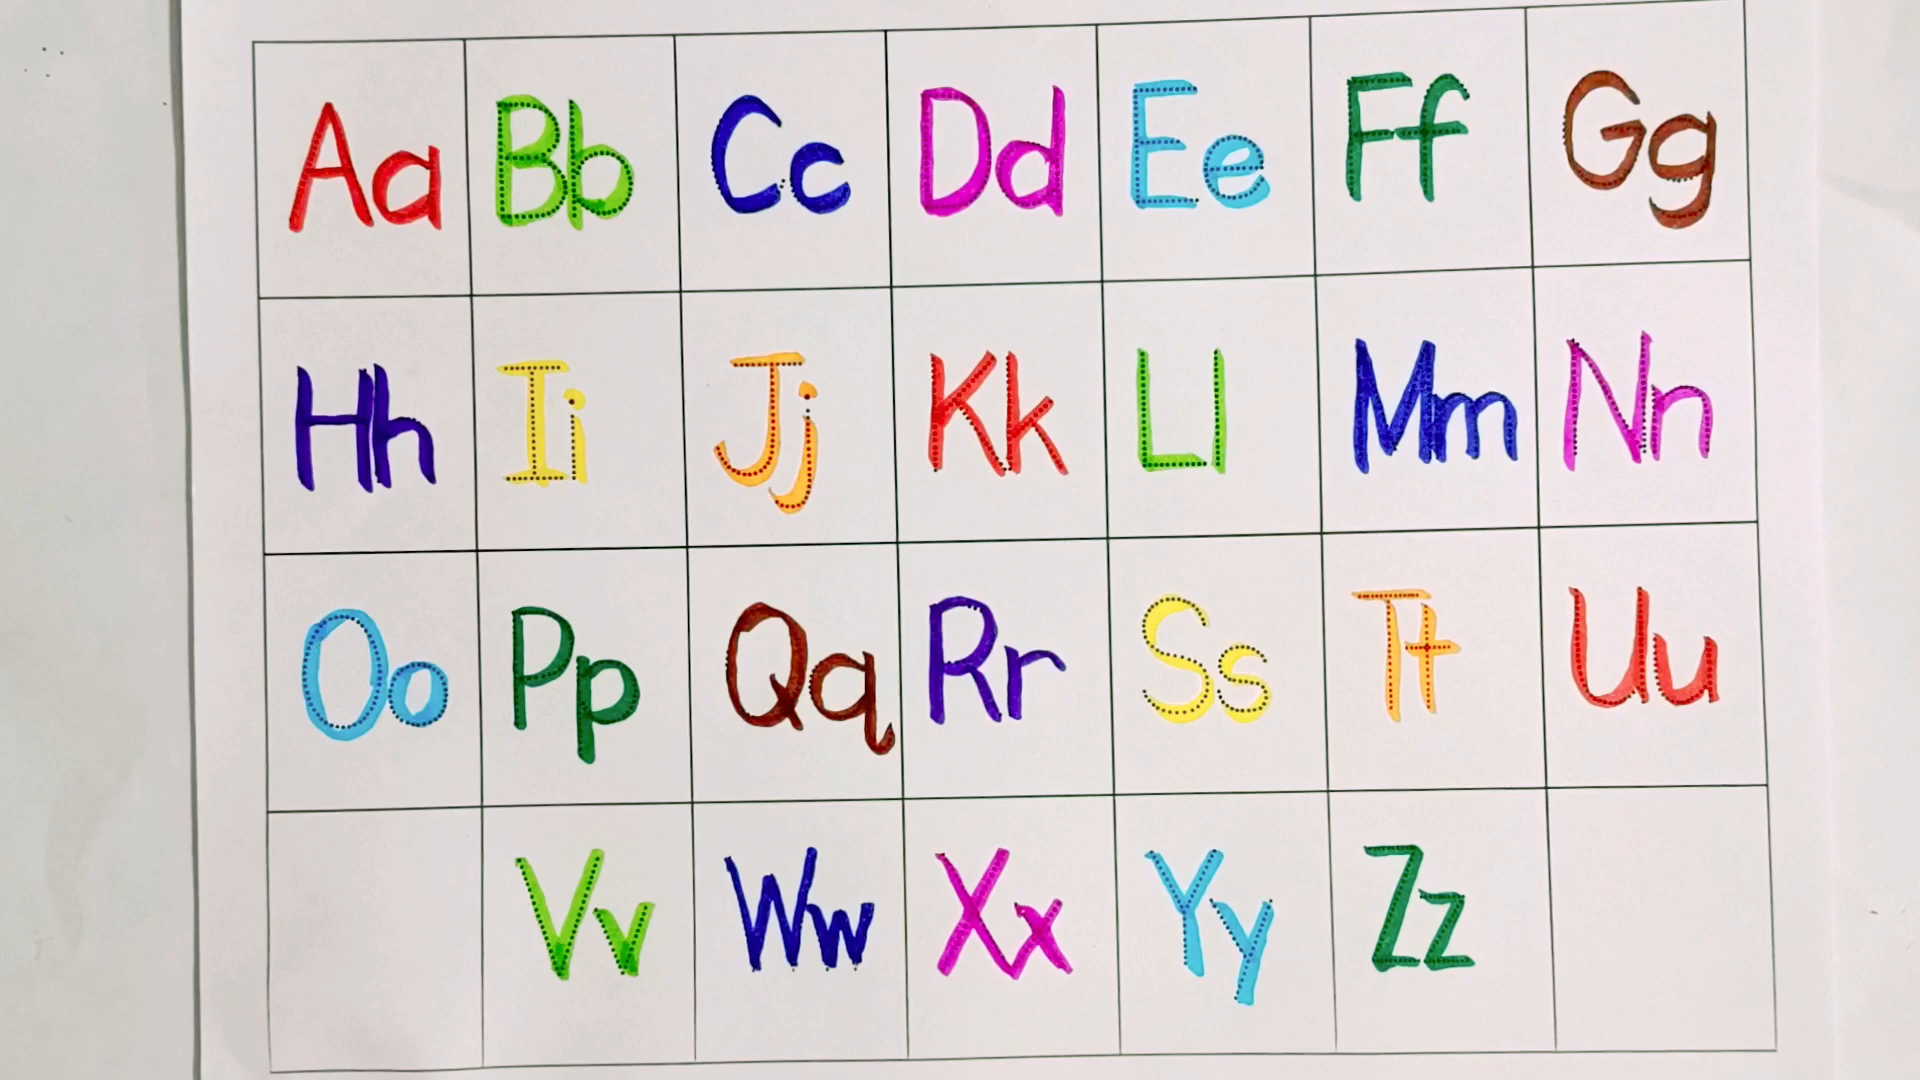 Aa Bb Cc Dd Ee Ff Gg
Hh Ii Jj Kk Ll Mm Nn
Oo Pp Qq Rr Ss Tt Uu
Vv Ww Xx Yy Zz